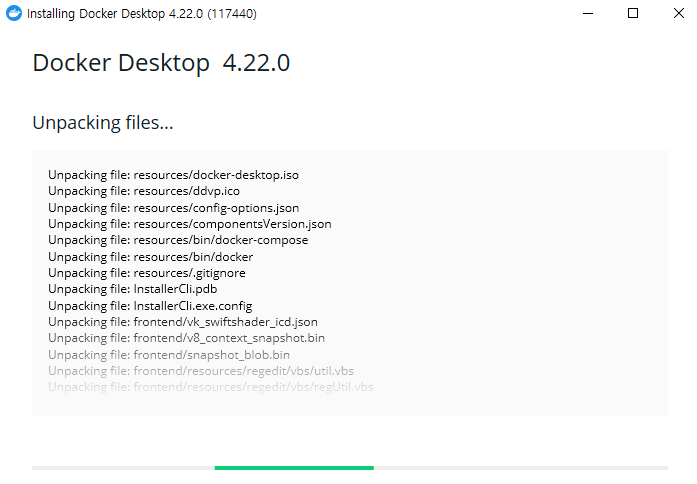 Installing Docker Desktop 4.22.0 (117440)
Docker Desktop 4.22.0
Unpacking files...
Unpacking file: resources/docker-desktop.iso
Unpacking file: resources/ddvp.ico
Unpacking file: resources/config-options.json
Unpacking file: resources/componentsVersion.json
Unpacking file: resources/bin/docker-compose
Unpacking file: resources/bin/docker
Unpacking file: resources/.gitignore
Unpacking file: InstallerCli.pdb
Unpacking file: InstallerCli.exe.config
Unpacking file: frontend/vk_swiftshader_icd.json
Unpacking file: frontend/v8_context_snapshot.bin
Unpacking file: frontend/snapshot_blob.bin
Unpacking file: frontend/resources/regedit/vbs/util.vbs
Unpacking file: frontend/resources/regedit/vbs/regUtil.vbs